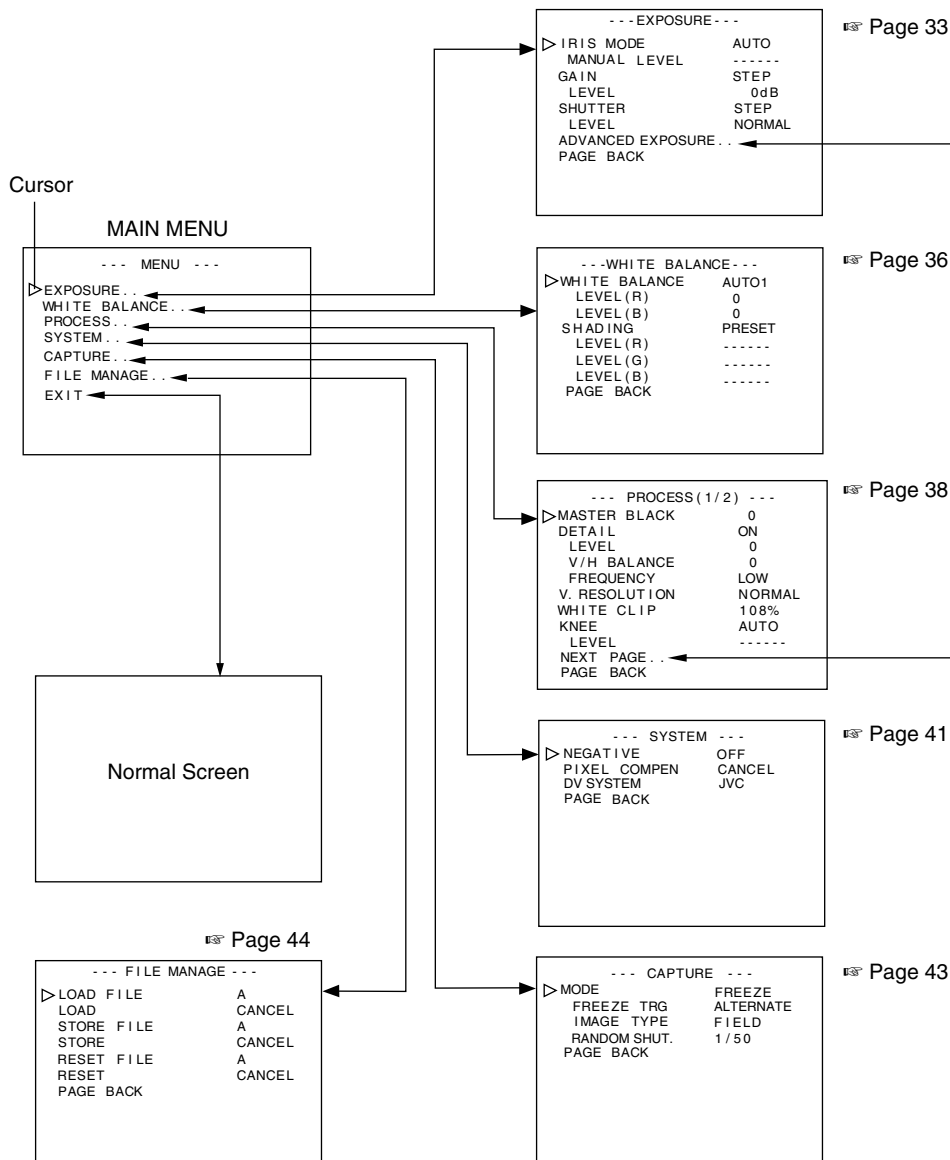 Cursor
MAIN MENU
--- MENU ---
EXPOSURE..
WHITE BALANCE..
PROCESS..
SYSTEM..
CAPTURE..
FILE MANAGE..
EXIT
Normal Screen
☞ Page 44
--- FILE MANAGE ---
LOAD FILE A
LOAD CANCEL
STORE FILE A
STORE CANCEL
RESET FILE A
RESET CANCEL
PAGE BACK
---EXPOSURE---
☞ Page 33
IRIS MODE AUTO
MANUAL LEVEL ------
GAIN STEP
LEVEL 0dB
SHUTTER STEP
LEVEL NORMAL
ADVANCED EXPOSURE..
PAGE BACK
---WHITE BALANCE---
☞ Page 36
WHITE BALANCE AUTO1
LEVEL(R) 0
LEVEL(B) 0
SHADING PRESET
LEVEL(R) ------
LEVEL(G) ------
LEVEL(B) ------
PAGE BACK
--- PROCESS(1/2) ---
☞ Page 38
MASTER BLACK 0
DETAIL ON
LEVEL 0
V/H BALANCE 0
FREQUENCY LOW
V. RESOLUTION NORMAL
WHITE CLIP 108%
KNEE AUTO
LEVEL ------
NEXT PAGE..
PAGE BACK
--- SYSTEM ---
☞ Page 41
NEGATIVE OFF
PIXEL COMPEN CANCEL
DV SYSTEM JVC
PAGE BACK
--- CAPTURE ---
☞ Page 43
MODE FREEZE
FREEZE TRG ALTERNATE
IMAGE TYPE FIELD
RANDOM SHUT. 1/50
PAGE BACK